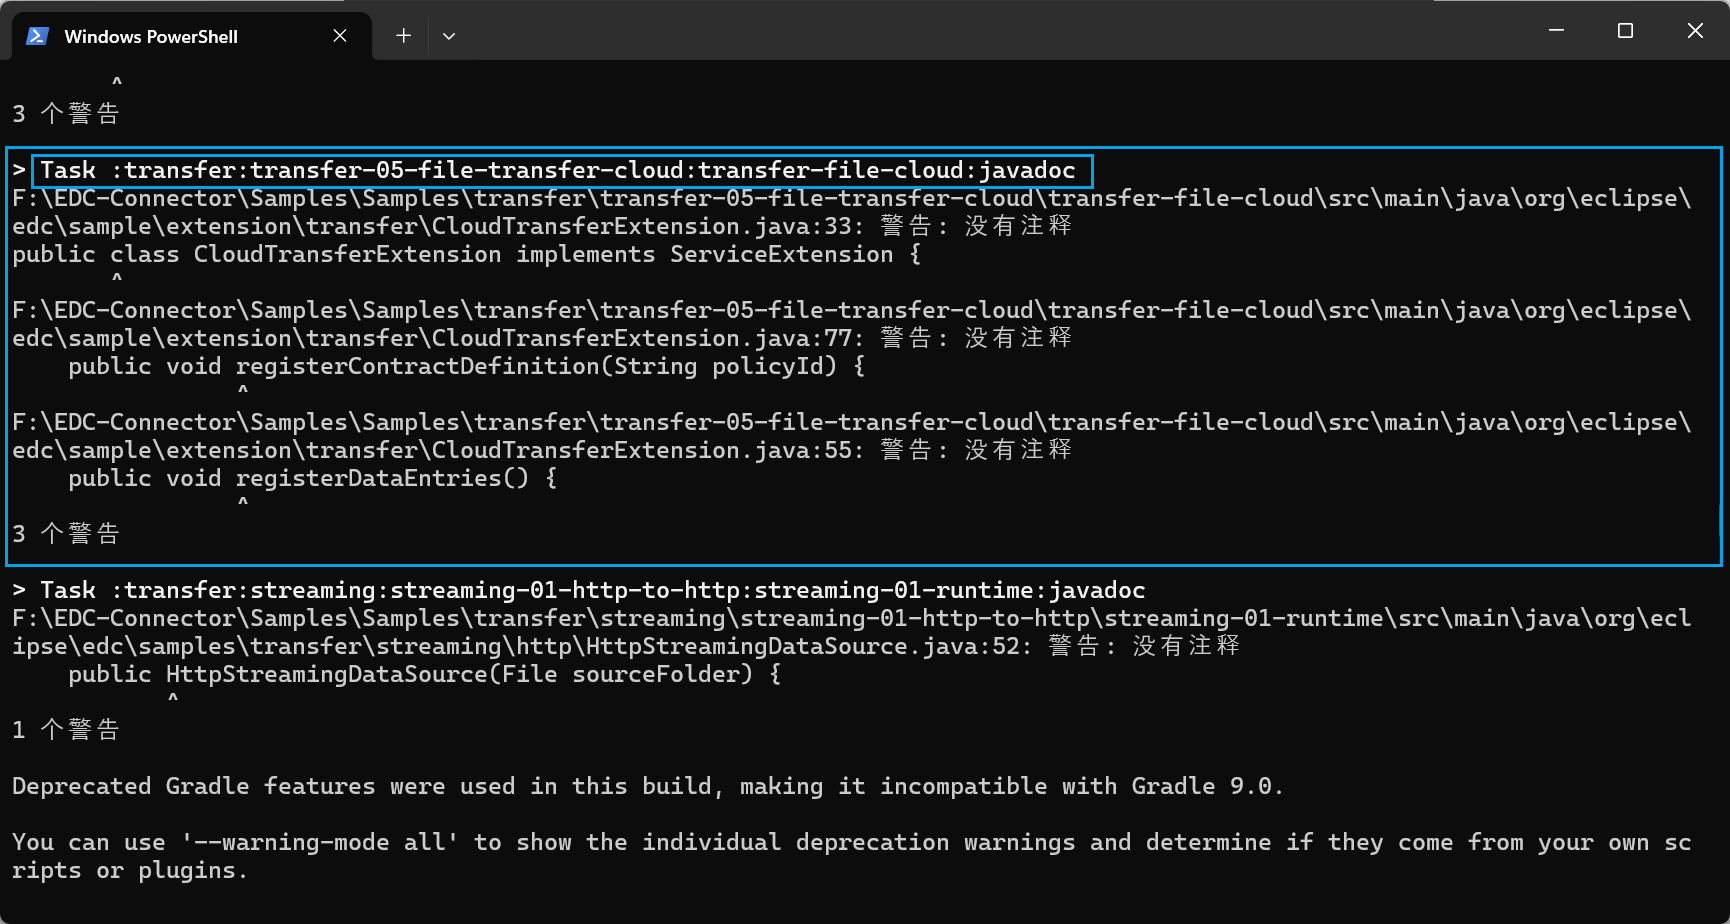 Windows PowerShell
^
3 个警告
> Task :transfer:transfer-05-file-transfer-cloud:transfer-file-cloud:javadoc
F:\EDC-Connector\Samples\Samples\transfer\transfer-05-file-transfer-cloud\transfer-file-cloud\src\main\java\org\eclipse\
edc\sample\extension\transfer\CloudTransferExtension.java:33: 警告: 没有注释
public class CloudTransferExtension implements ServiceExtension {
^
F:\EDC-Connector\Samples\Samples\transfer\transfer-05-file-transfer-cloud\transfer-file-cloud\src\main\java\org\eclipse\
edc\sample\extension\transfer\CloudTransferExtension.java:77: 警告: 没有注释
public void registerContractDefinition(String policyId) {
^
F:\EDC-Connector\Samples\Samples\transfer\transfer-05-file-transfer-cloud\transfer-file-cloud\src\main\java\org\eclipse\
edc\sample\extension\transfer\CloudTransferExtension.java:55: 警告: 没有注释
public void registerDataEntries() {
^
3 个警告
> Task :transfer:streaming:streaming-01-http-to-http:streaming-01-runtime:javadoc
F:\EDC-Connector\Samples\Samples\transfer\streaming\streaming-01-http-to-http\streaming-01-runtime\src\main\java\org\ecl
ipse\edc\samples\transfer\streaming\http\HttpStreamingDataSource.java:52: 警告: 没有注释
public HttpStreamingDataSource(File sourceFolder) {
^
1 个警告
Deprecated Gradle features were used in this build, making it incompatible with Gradle 9.0.
You can use '--warning-mode all' to show the individual deprecation warnings and determine if they come from your own sc
ripts or plugins.